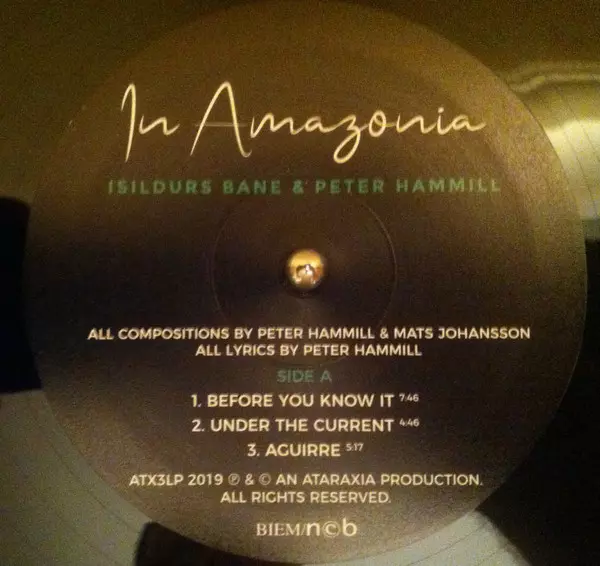 In Amazonia
ISILDURS BANE & PETER HAMMILL
ALL COMPOSITIONS BY PETER HAMMILL & MATS JOHANSSON
ALL LYRICS BY PETER HAMMILL
SIDE A
1. BEFORE YOU KNOW IT 7:46
2. UNDER THE CURRENT 4:46
3. AGUIRRE 5:17
ATX3LP 2019 ℗ & © AN ATARAXIA PRODUCTION.
ALL RIGHTS RESERVED.
BIEM/n©b